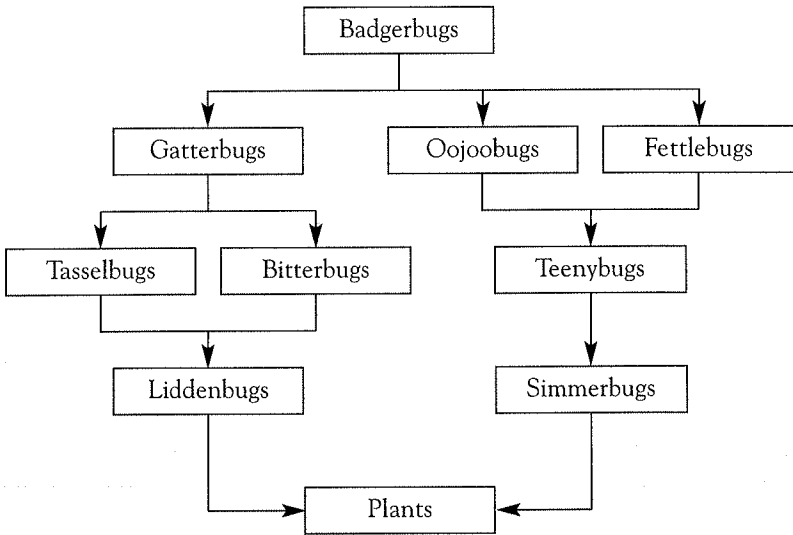 Badgerbugs
Gatterbugs
Oojoobugs
Fettlebugs
Tasselbugs
Bitterbugs
Teenybugs
Liddenbugs
Simmerbugs
Plants